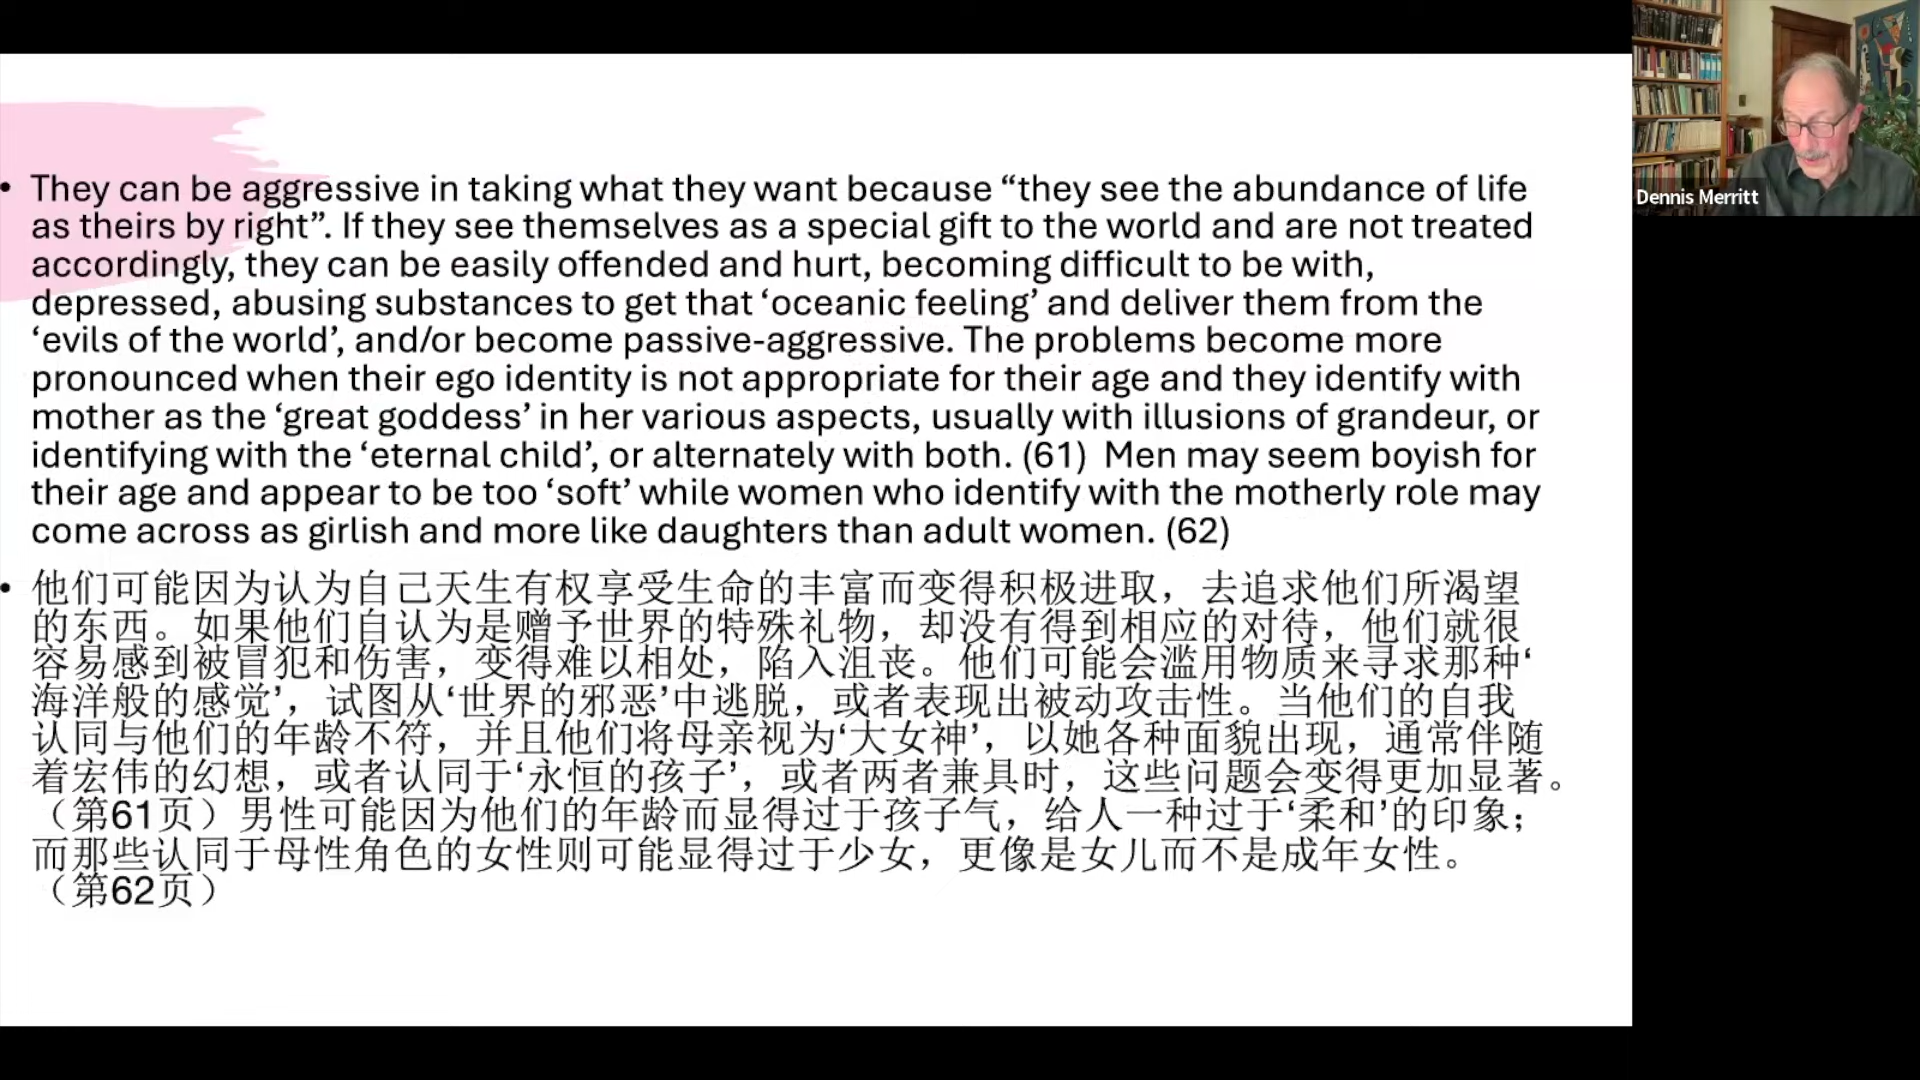 • They can be aggressive in taking what they want because “they see the abundance of life
as theirs by right”. If they see themselves as a special gift to the world and are not treated
accordingly, they can be easily offended and hurt, becoming difficult to be with,
depressed, abusing substances to get that ‘oceanic feeling’ and deliver them from the
‘evils of the world’, and/or become passive-aggressive. The problems become more
pronounced when their ego identity is not appropriate for their age and they identify with
mother as the ‘great goddess’ in her various aspects, usually with illusions of grandeur, or
identifying with the ‘eternal child’, or alternately with both. (61)  Men may seem boyish for
their age and appear to be too ‘soft’ while women who identify with the motherly role may
come across as girlish and more like daughters than adult women. (62)
• 他们可能因为认为自己天生有权享受生命的丰富而变得积极进取，去追求他们所渴望
的东西。如果他们自认为是赠予世界的特殊礼物，却没有得到相应的对待，他们就很
容易感到被冒犯和伤害，变得难以相处，陷入沮丧。他们可能会滥用物质来寻求那种‘
海洋般的感觉’，试图从‘世界的邪恶’中逃脱，或者表现出被动攻击性。当他们的自我
认同与他们的年龄不符，并且他们将母亲视为‘大女神’，以她各种面貌出现，通常伴随
着宏伟的幻想，或者认同于‘永恒的孩子’，或者两者兼具时，这些问题会变得更加显著。
（第61页）男性可能因为他们的年龄而显得过于孩子气，给人一种过于‘柔和’的印象；
而那些认同于母性角色的女性则可能显得过于少女，更像是女儿而不是成年女性。
（第62页）
Dennis Merritt